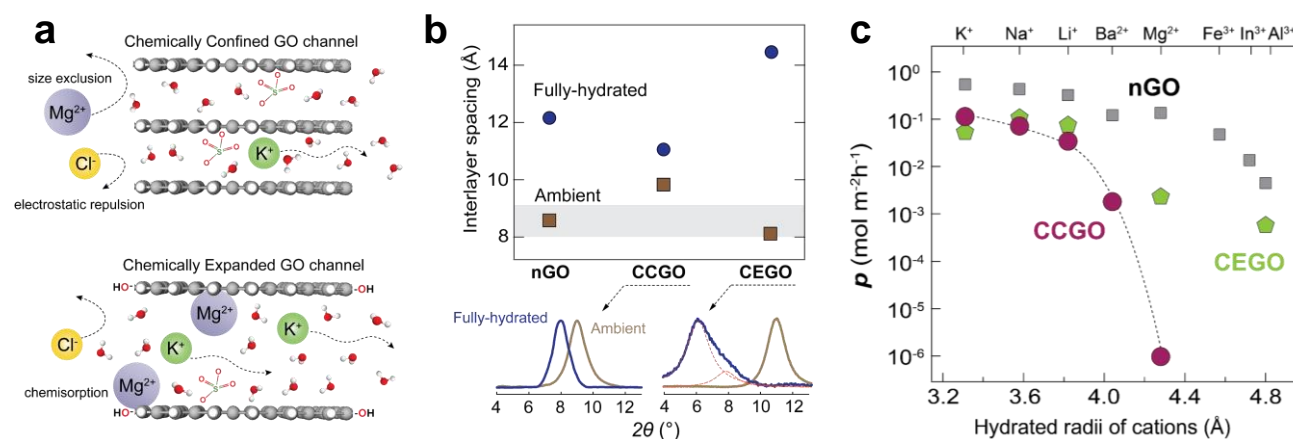 a
Chemically Confined GO channel
size exclusion
Mg²⁺
Cl⁻
K⁺
electrostatic repulsion
Chemically Expanded GO channel
HO
-OH
Mg²⁺
K⁺
Cl⁻
K⁺
chemisorption
Mg²⁺
HO
-OH
b
Interlayer spacing (Å)
14
12
10
8
Fully-hydrated
Ambient
nGO
CCGO
CEGO
Fully-hydrated
Ambient
4 6 8 10 12
4 6 8 10 12
2θ (°)
c
K⁺ Na⁺ Li⁺ Ba²⁺ Mg²⁺ Fe³⁺ In³⁺ Al³⁺
p (mol m⁻²h⁻¹)
10⁰
10⁻¹
10⁻²
10⁻³
10⁻⁴
10⁻⁵
10⁻⁶
nGO
CCGO
CEGO
3.2 3.6 4.0 4.4 4.8
Hydrated radii of cations (Å)